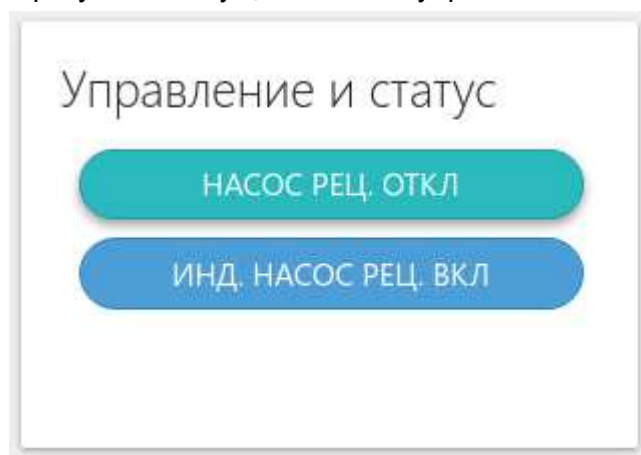 Управление и статус
НАСОС РЕЦ. ОТКЛ
ИНД. НАСОС РЕЦ. ВКЛ